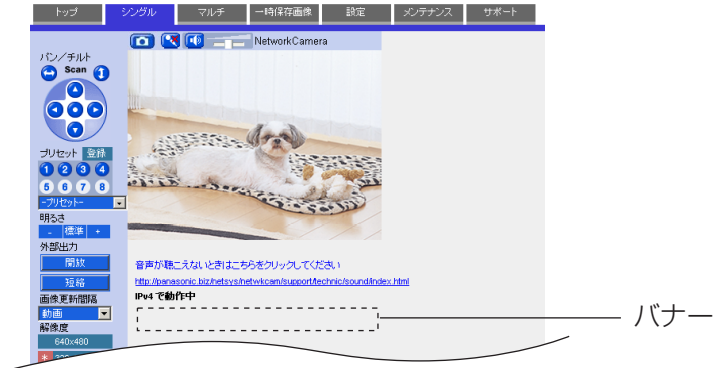 トップ
シングル
マルチ
一時保存画像
設定
メンテナンス
サポート
NetworkCamera
パン／チルト
Scan
プリセット 登録
1 2 3 4
5 6 7 8
-プリセット-
明るさ
- 標準 +
外部出力
開放
短絡
画像更新間隔
動画
解像度
640x480
音声が聴こえないときはこちらをクリックしてください
http://panasonic.biz/netsys/netwkcam/support/technic/sound/index.html
IPv4 で動作中
バナー